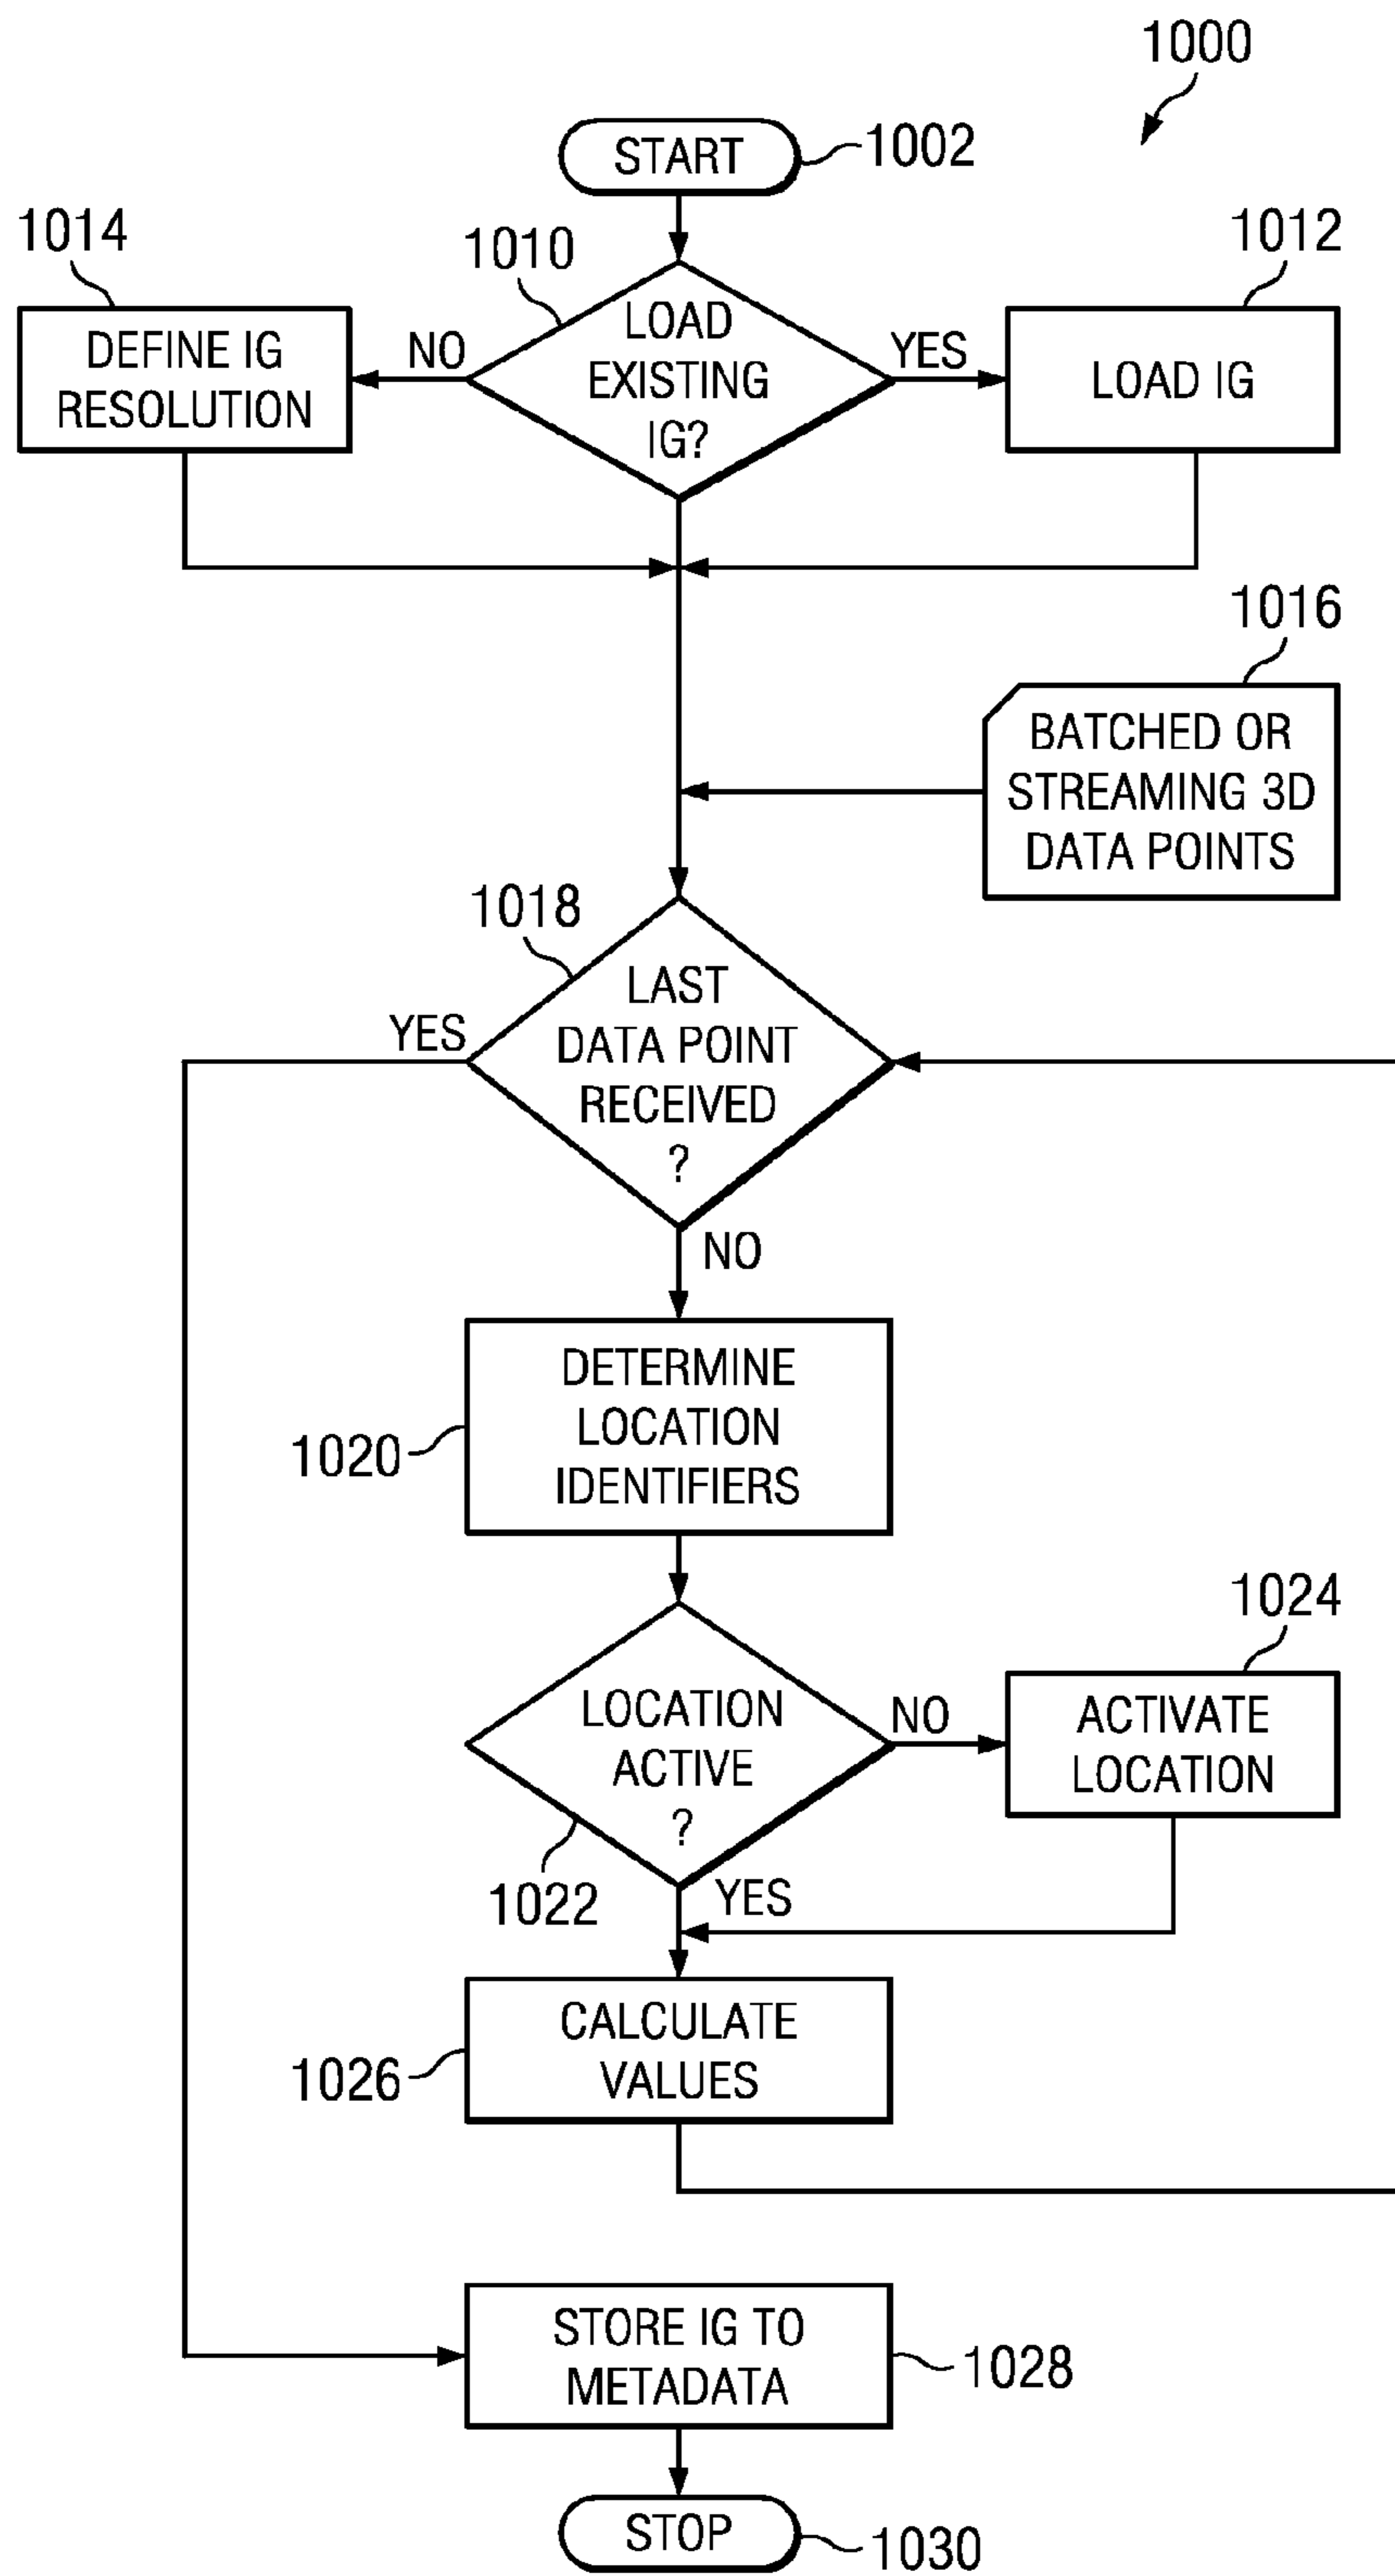 1000
START
1002
1014
1010
1012
DEFINE IG
RESOLUTION
NO
LOAD
EXISTING
IG?
YES
LOAD IG
1016
BATCHED OR
STREAMING 3D
DATA POINTS
1018
YES
LAST
DATA POINT
RECEIVED
?
NO
1020
DETERMINE
LOCATION
IDENTIFIERS
1024
LOCATION
ACTIVE
?
NO
ACTIVATE
LOCATION
1022
YES
1026
CALCULATE
VALUES
STORE IG TO
METADATA
1028
STOP
1030